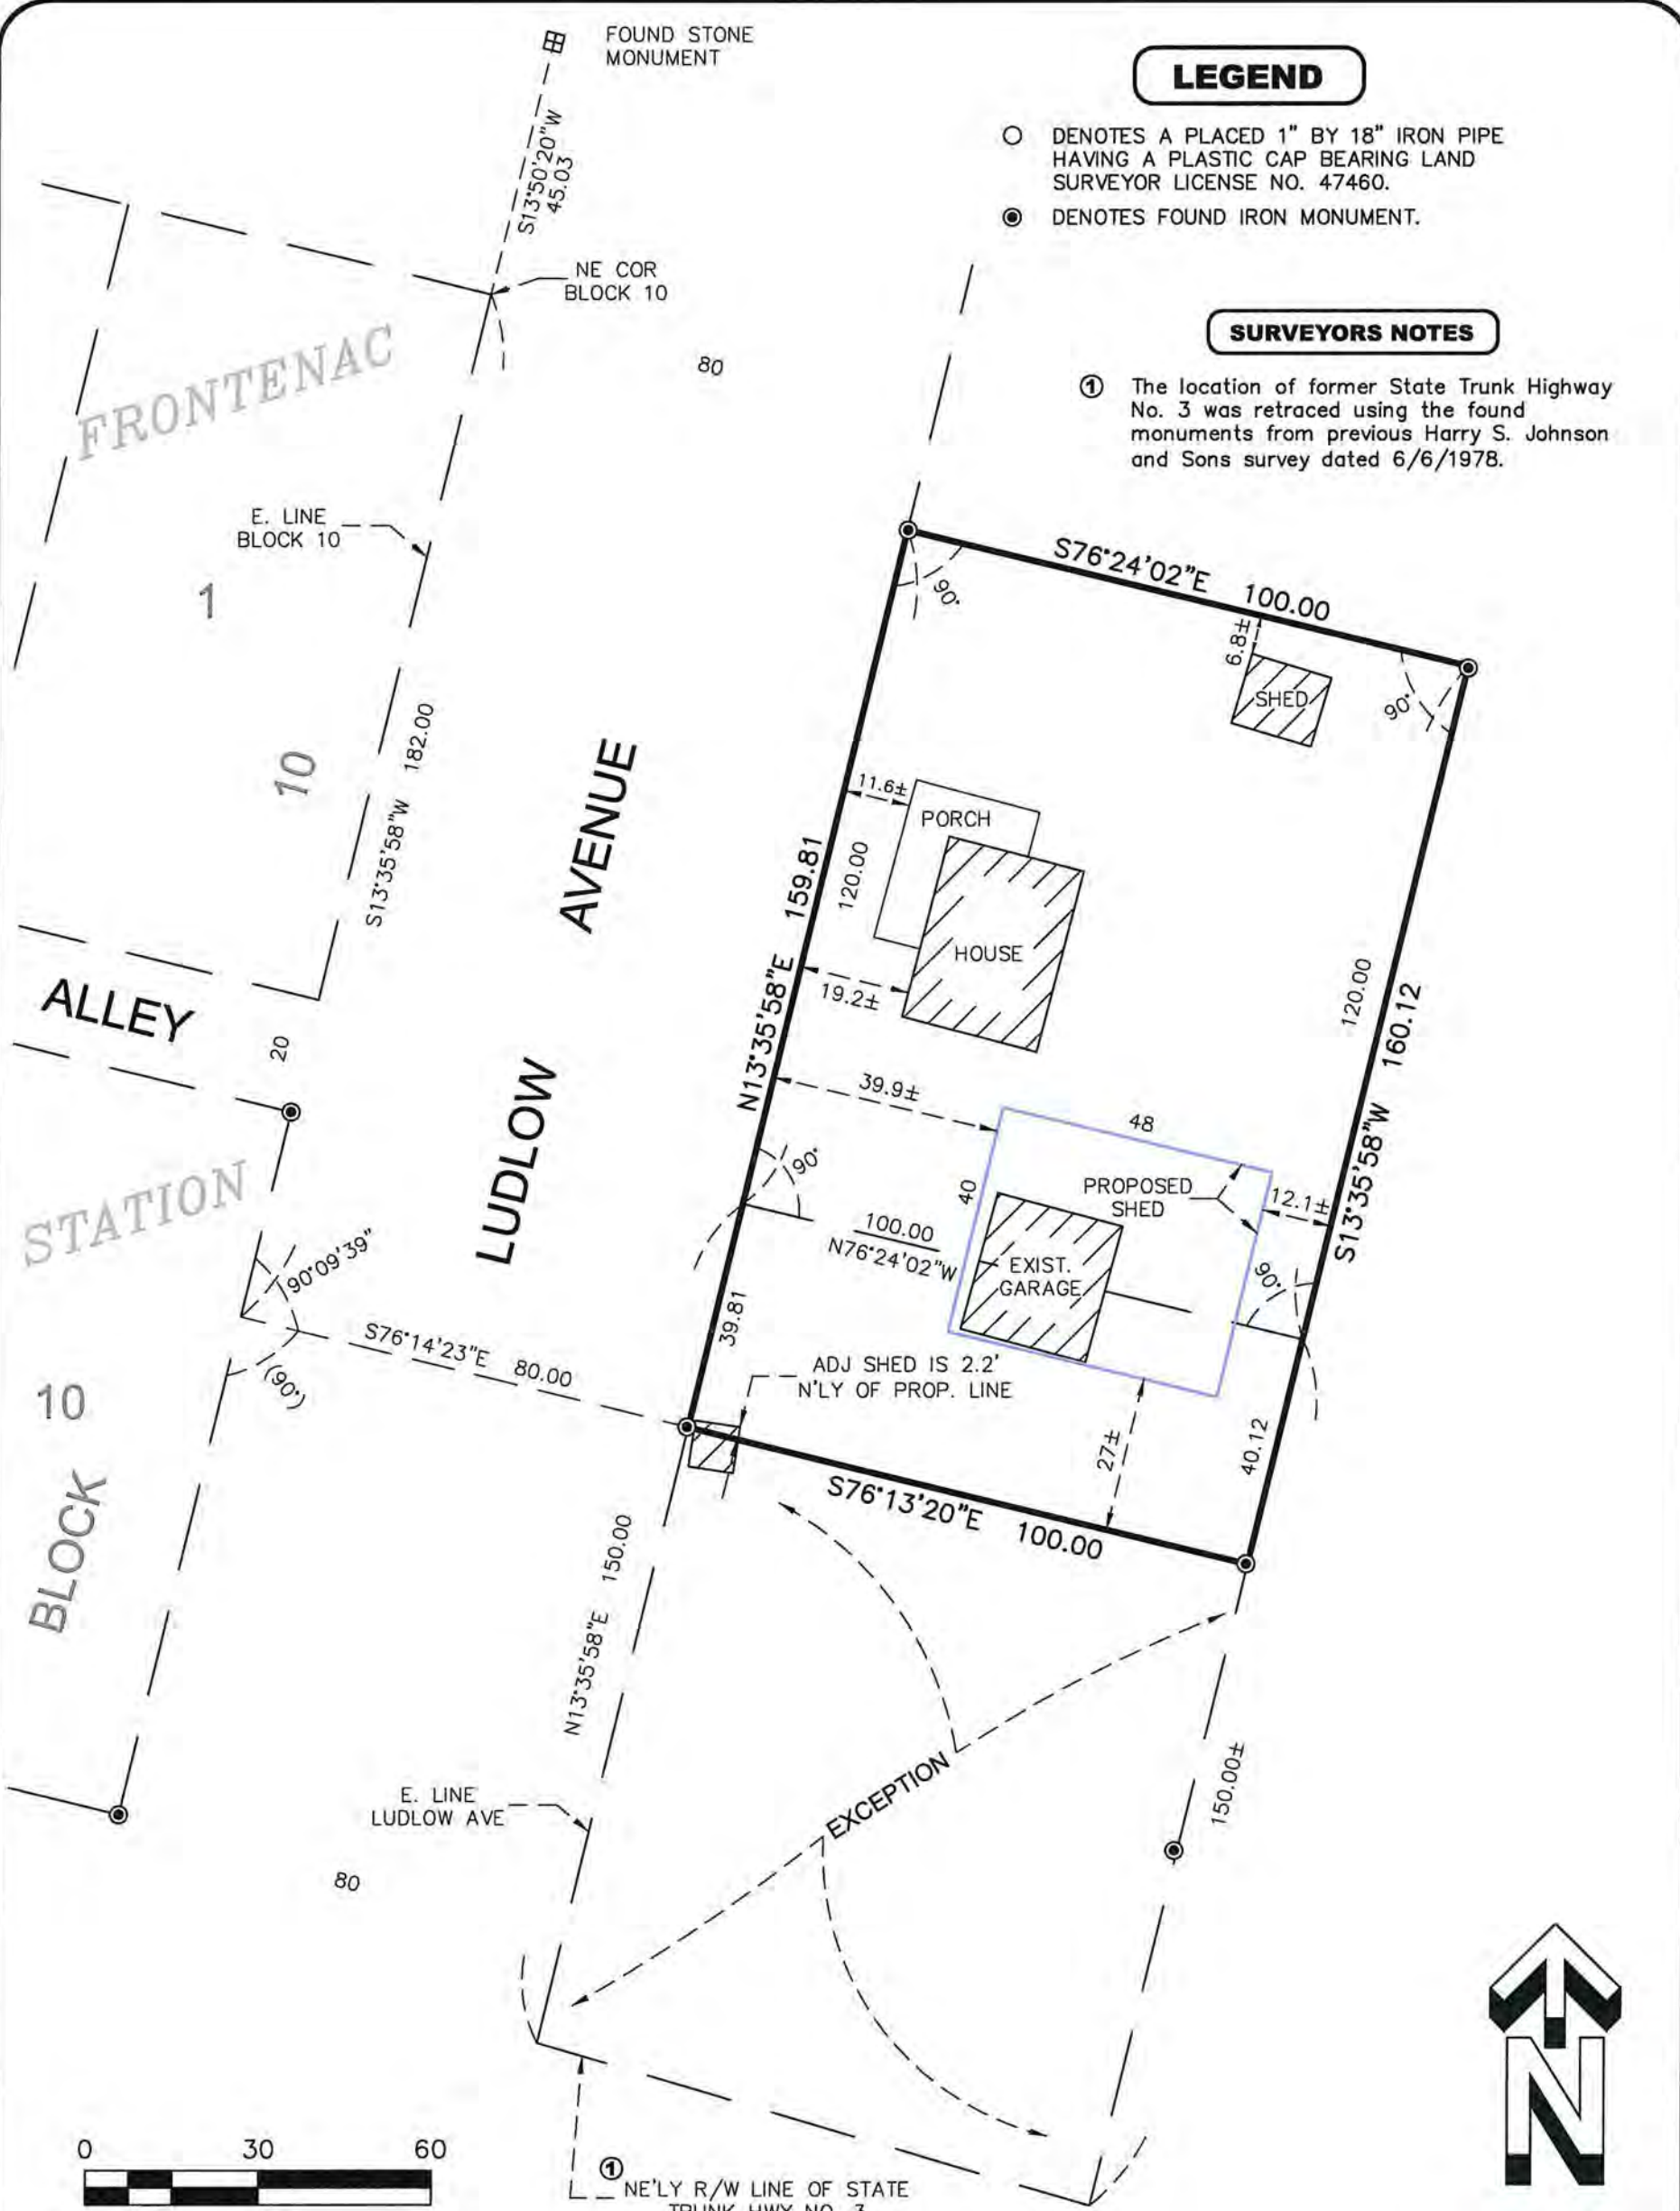 FOUND STONE
MONUMENT
S13°50'20"W
45.03
NE COR
BLOCK 10
LEGEND
DENOTES A PLACED 1" BY 18" IRON PIPE
HAVING A PLASTIC CAP BEARING LAND
SURVEYOR LICENSE NO. 47460.
DENOTES FOUND IRON MONUMENT.
SURVEYORS NOTES
① The location of former State Trunk Highway
No. 3 was retraced using the found
monuments from previous Harry S. Johnson
and Sons survey dated 6/6/1978.
FRONTENAC
80
E. LINE
BLOCK 10
1
10
S13°35'58"W 182.00
S76°24'02"E 100.00
90°
6.8±
SHED
90°
11.6±
PORCH
HOUSE
N13°35'58"E 159.81
120.00
19.2±
120.00
S13°35'58"W 160.12
LUDLOW AVENUE
ALLEY
20
39.9±
48
40
PROPOSED
SHED
12.1±
90°
100.00
N76°24'02"W
EXIST.
GARAGE
90°
STATION
90°09'39"
(90°)
S76°14'23"E 80.00
39.81
ADJ SHED IS 2.2'
N'LY OF PROP. LINE
27±
40.12
S76°13'20"E 100.00
10
BLOCK
N13°35'58"E 150.00
EXCEPTION
150.00±
E. LINE
LUDLOW AVE
80
0 30 60
①
NE'LY R/W LINE OF STATE
TRUNK HWY NO. 3
N